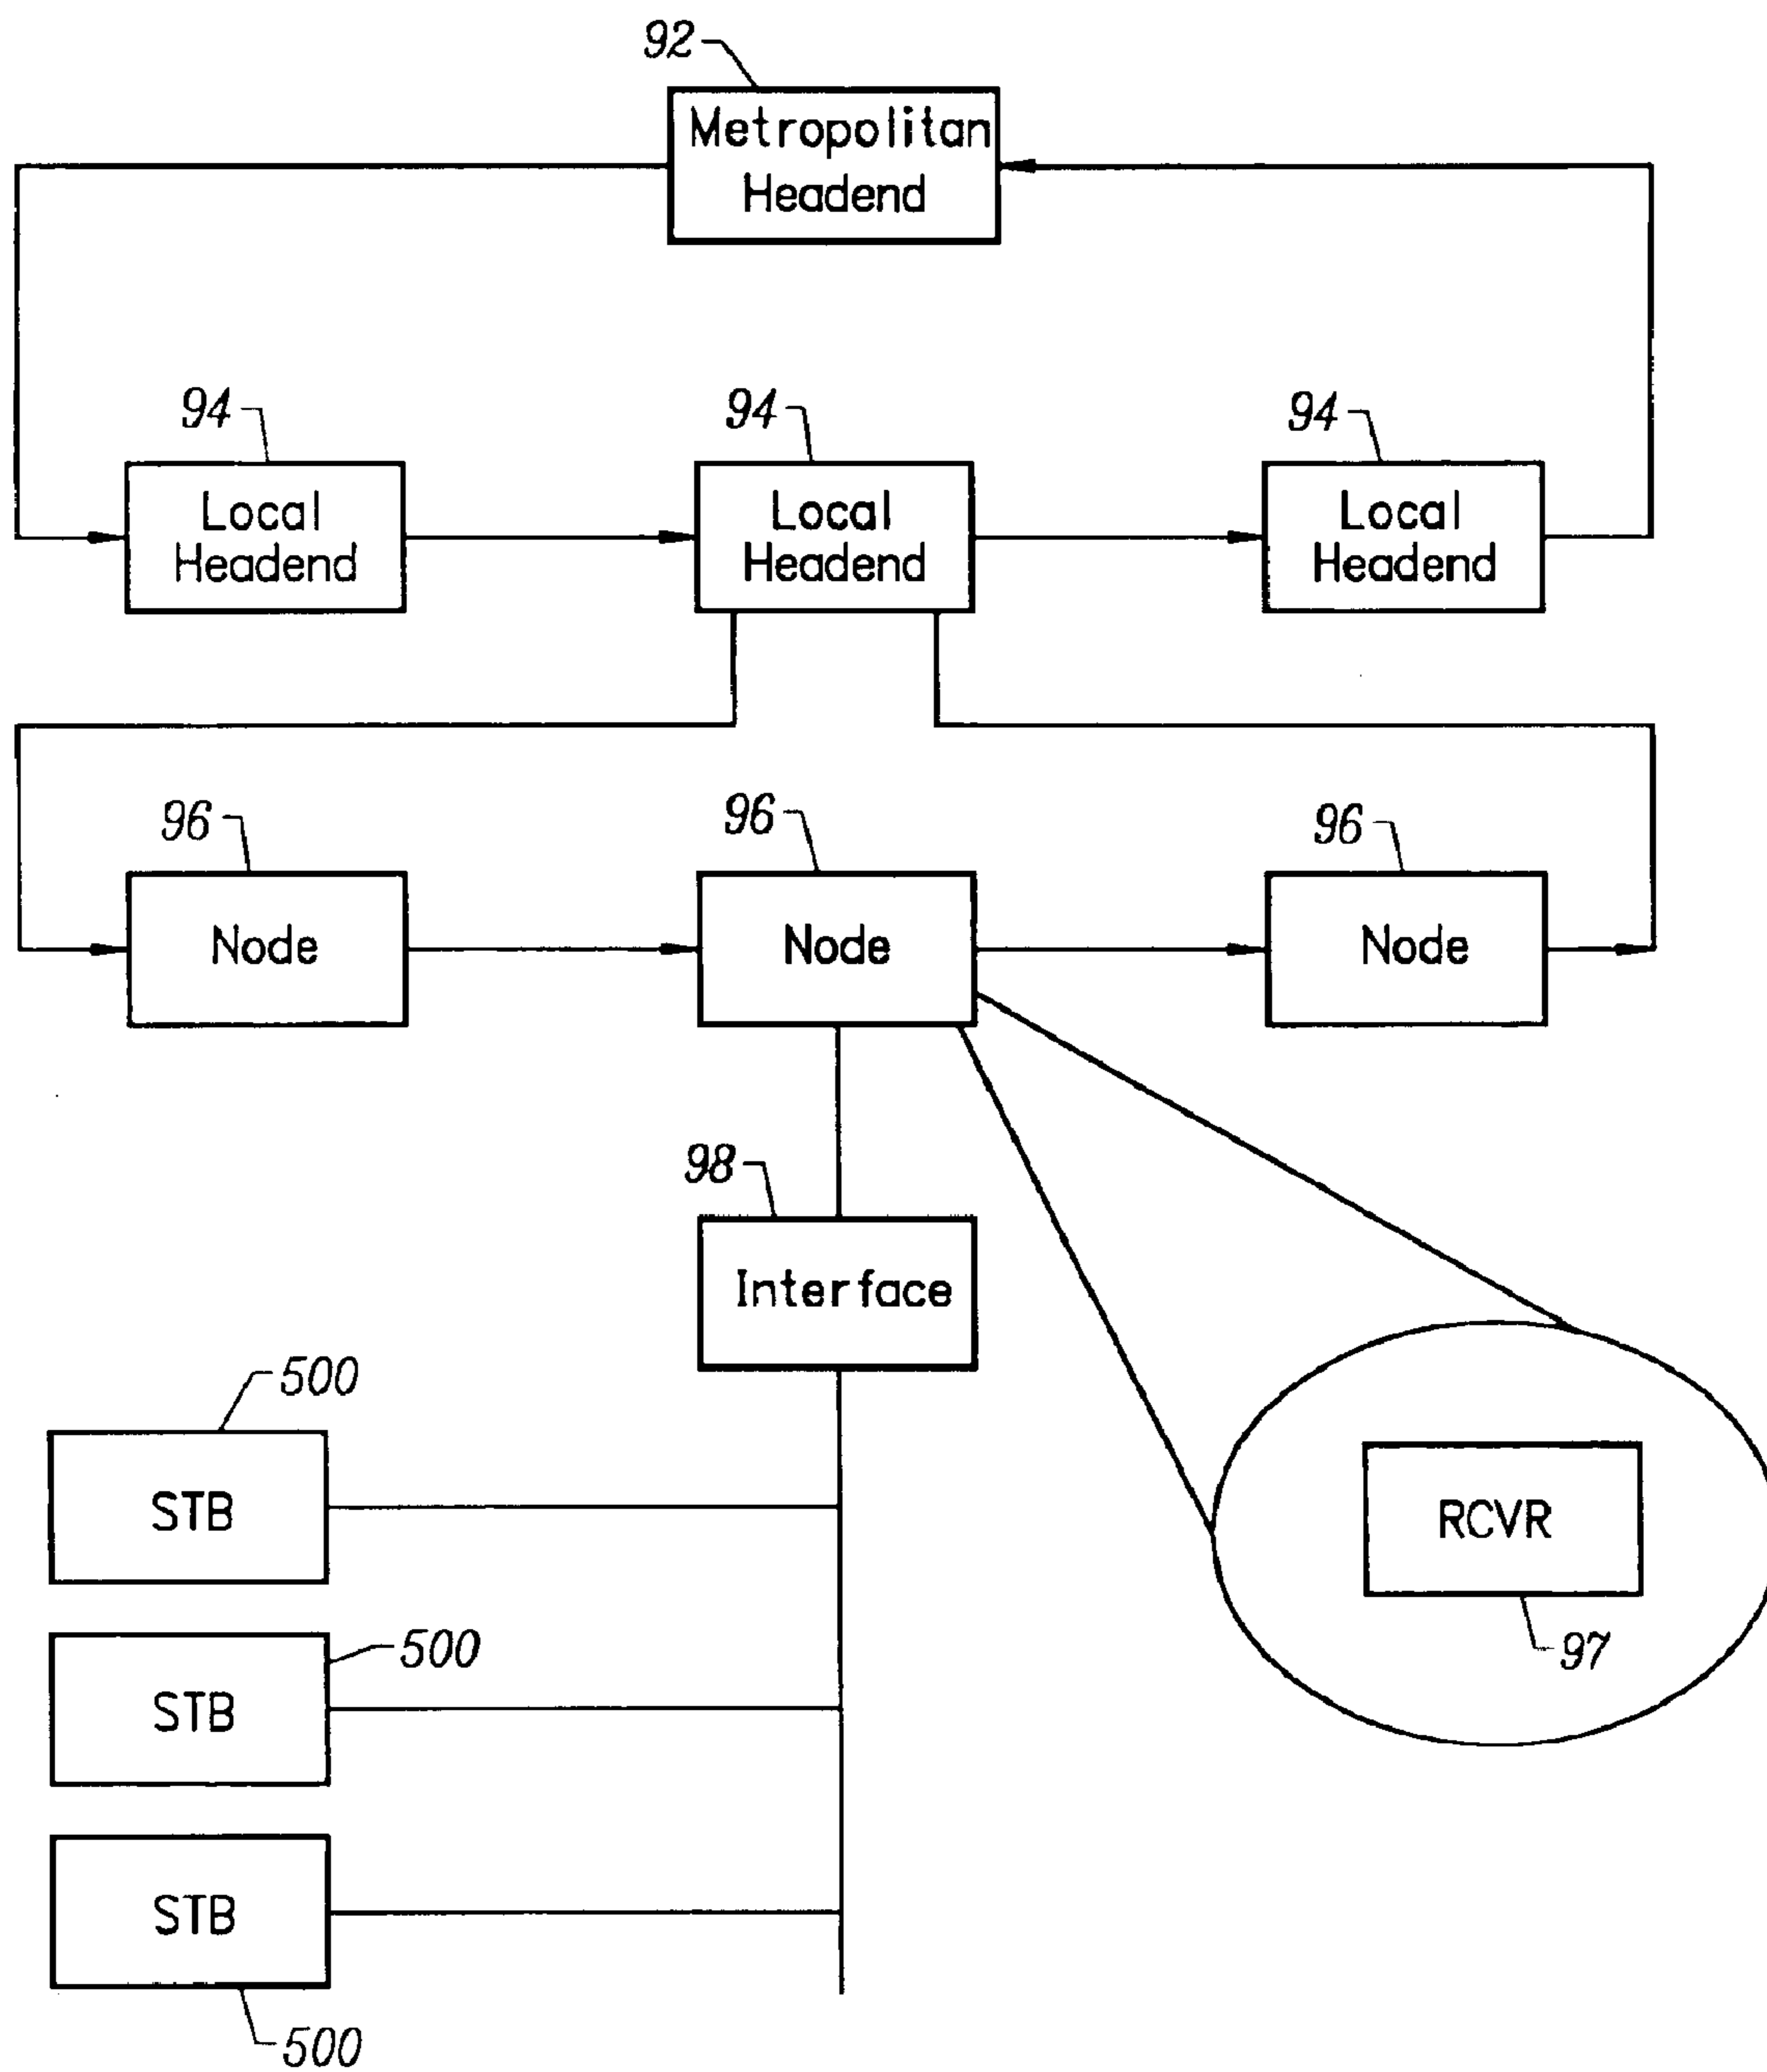 92
Metropolitan
Headend
94
94
94
Local
Headend
Local
Headend
Local
Headend
96
96
96
Node
Node
Node
98
Interface
500
STB
RCVR
97
500
STB
STB
500